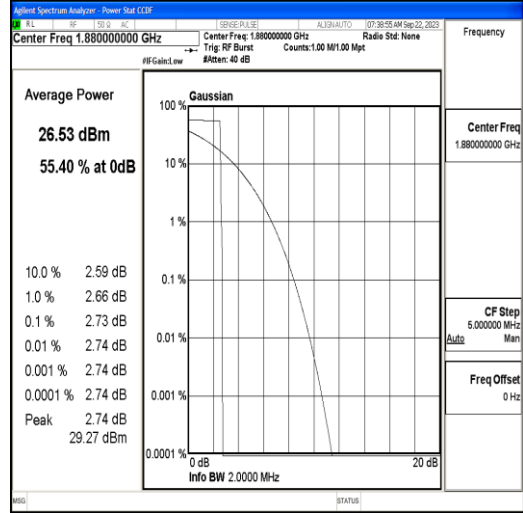 Agilent Spectrum Analyzer - Power Stat CCDF
RL RF 50 Ω AC SENSE:PULSE ALIGNAUTO 07:38:55 AM Sep 22, 2023
Center Freq 1.880000000 GHz
Center Freq: 1.880000000 GHz Radio Std: None
Trig: RF Burst Counts:1.00 M/1.00 Mpt
#IFGain:Low #Atten: 40 dB
Frequency
Average Power
26.53 dBm
55.40 % at 0dB
10.0 % 2.59 dB
1.0 % 2.66 dB
0.1 % 2.73 dB
0.01 % 2.74 dB
0.001 % 2.74 dB
0.0001 % 2.74 dB
Peak 2.74 dB
29.27 dBm
Gaussian
100 %
10 %
1 %
0.1 %
0.01 %
0.001 %
0.0001 %
0 dB 20 dB
Info BW 2.0000 MHz
Center Freq
1.880000000 GHz
CF Step
5.000000 MHz
Auto Man
Freq Offset
0 Hz
MSG STATUS